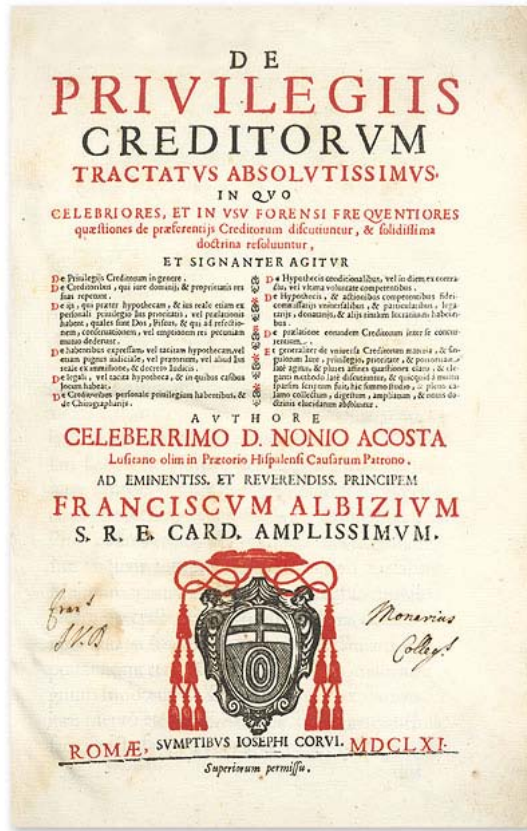 DE
PRIVILEGIIS
CREDITORVM
TRACTATVS ABSOLVTISSIMVS,
IN QVO
CELEBRIORES, ET IN VSV FORENSI FREQVENTIORES
quæstiones de præferentijs Creditorum discutiuntur, & solidissima
doctrina resoluuntur,
ET SIGNANTER AGITVR
De Priuilegijs Creditorum in genere.
De Creditoribus, qui iure dominij, & proprietatis res
suas repetunt.
De ijs, qui præter hypothecam, & ius reale etiam ex
personali priuilegio ius prioritatis, vel prælationis
habent, quales sunt Dos, Fiscus, & qui ad refectio-
nem, conseruationem, vel emptionem rei pecuniam
mutuo dederunt.
De habentibus expressam, vel tacitam hypothecam, vel
etiam pignus iudiciale, vel prætorium, vel aliud ius
reale ex immissione, & decreto Iudicis.
De legali, vel tacita hypotheca, & in quibus casibus
locum habeat.
De Creditoribus personale priuilegium habentibus, &
de Chirographarijs.
De Hypothecis conditionalibus, vel in diem ex contra-
ctu, vel vltima voluntate competentibus.
De Hypothecis, & actionibus competentibus fidei-
commissarijs vniuersalibus, & particularibus, lega-
tarijs, donatarijs, & alijs titulum lucratiuum habenti-
bus.
De prælatione eorundem Creditorum inter se concur-
rentium.
Et generaliter de vniuersa Creditorum materia, & sin-
gulorum Iure, priuilegio, prioritate, &
latè agitur, & plures affines quæstiones claro, & ele-
ganti methodo latè discutiuntur, & quicquid à multis
sparsim scriptum fuit, hic summo studio, & pleno ca-
lamo collectum, digestum, ampliatum, & nouis do-
ctrinis elucidatum absoluitur.
AVTHORE
CELEBERRIMO D. NONIO ACOSTA
Lusitano olim in Prætorio Hispalensi Causarum Patrono.
AD EMINENTISS. ET REVERENDISS. PRINCIPEM
FRANCISCVM ALBIZIVM
S. R. E. CARD. AMPLISSIMVM.
ROMÆ, SVMPTIBVS IOSEPHI CORVI. MDCLXI.
Superiorum permissu.